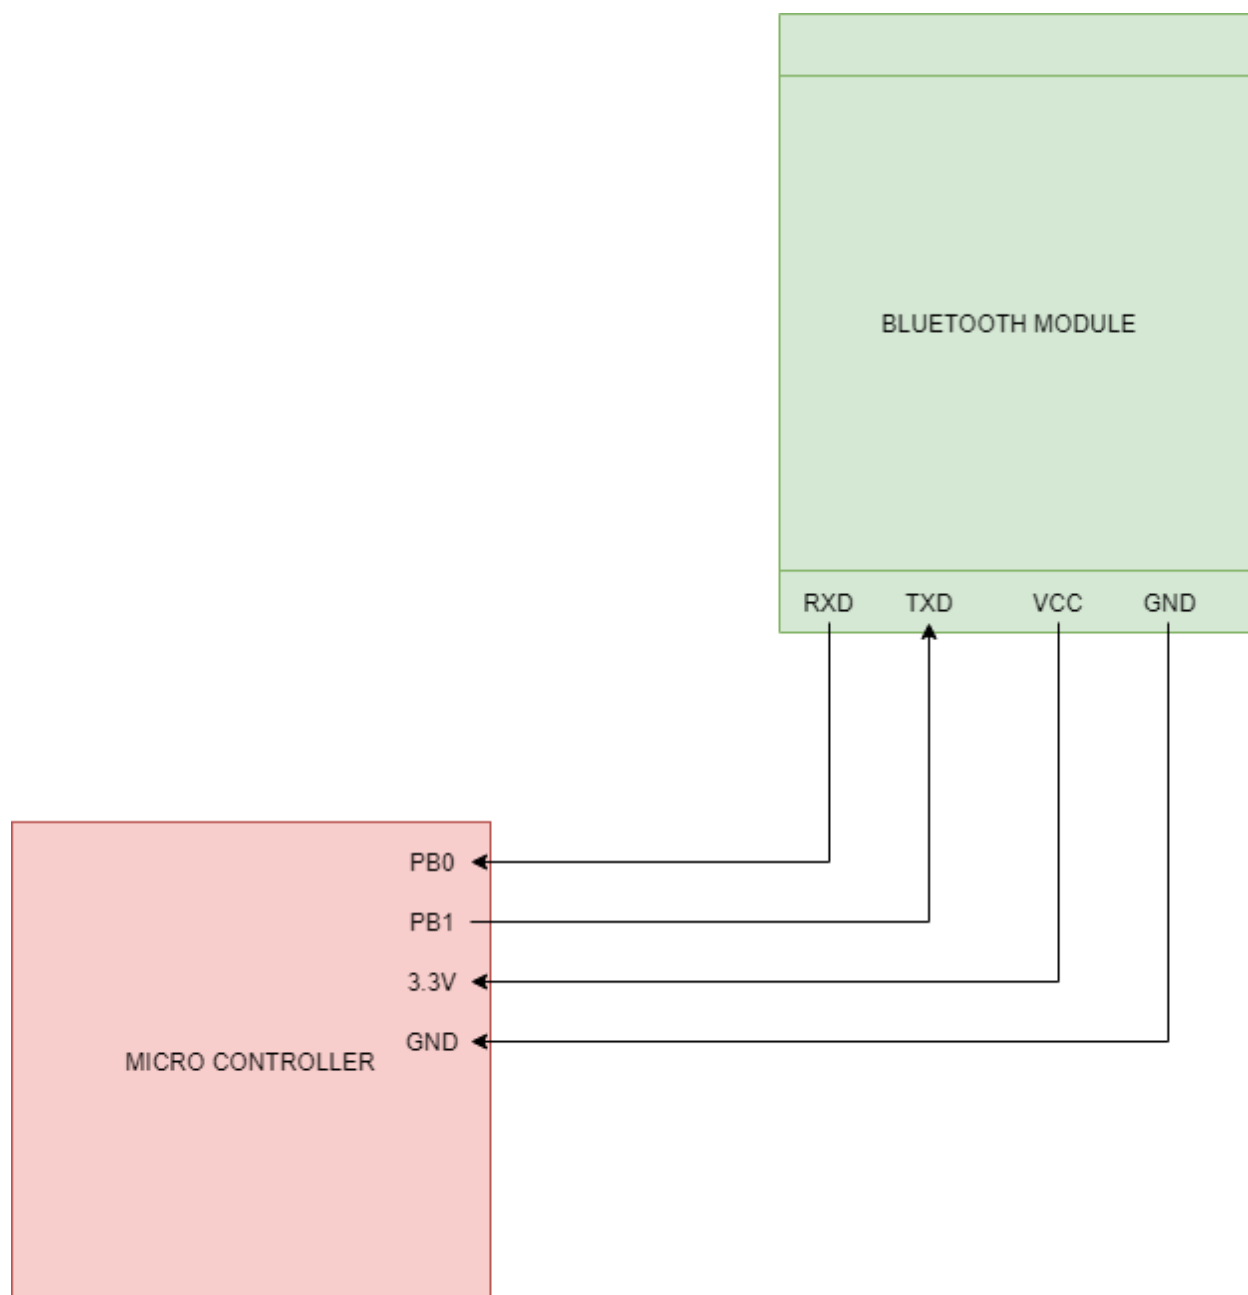 BLUETOOTH MODULE
RXD TXD VCC GND
PB0
PB1
3.3V
GND
MICRO CONTROLLER